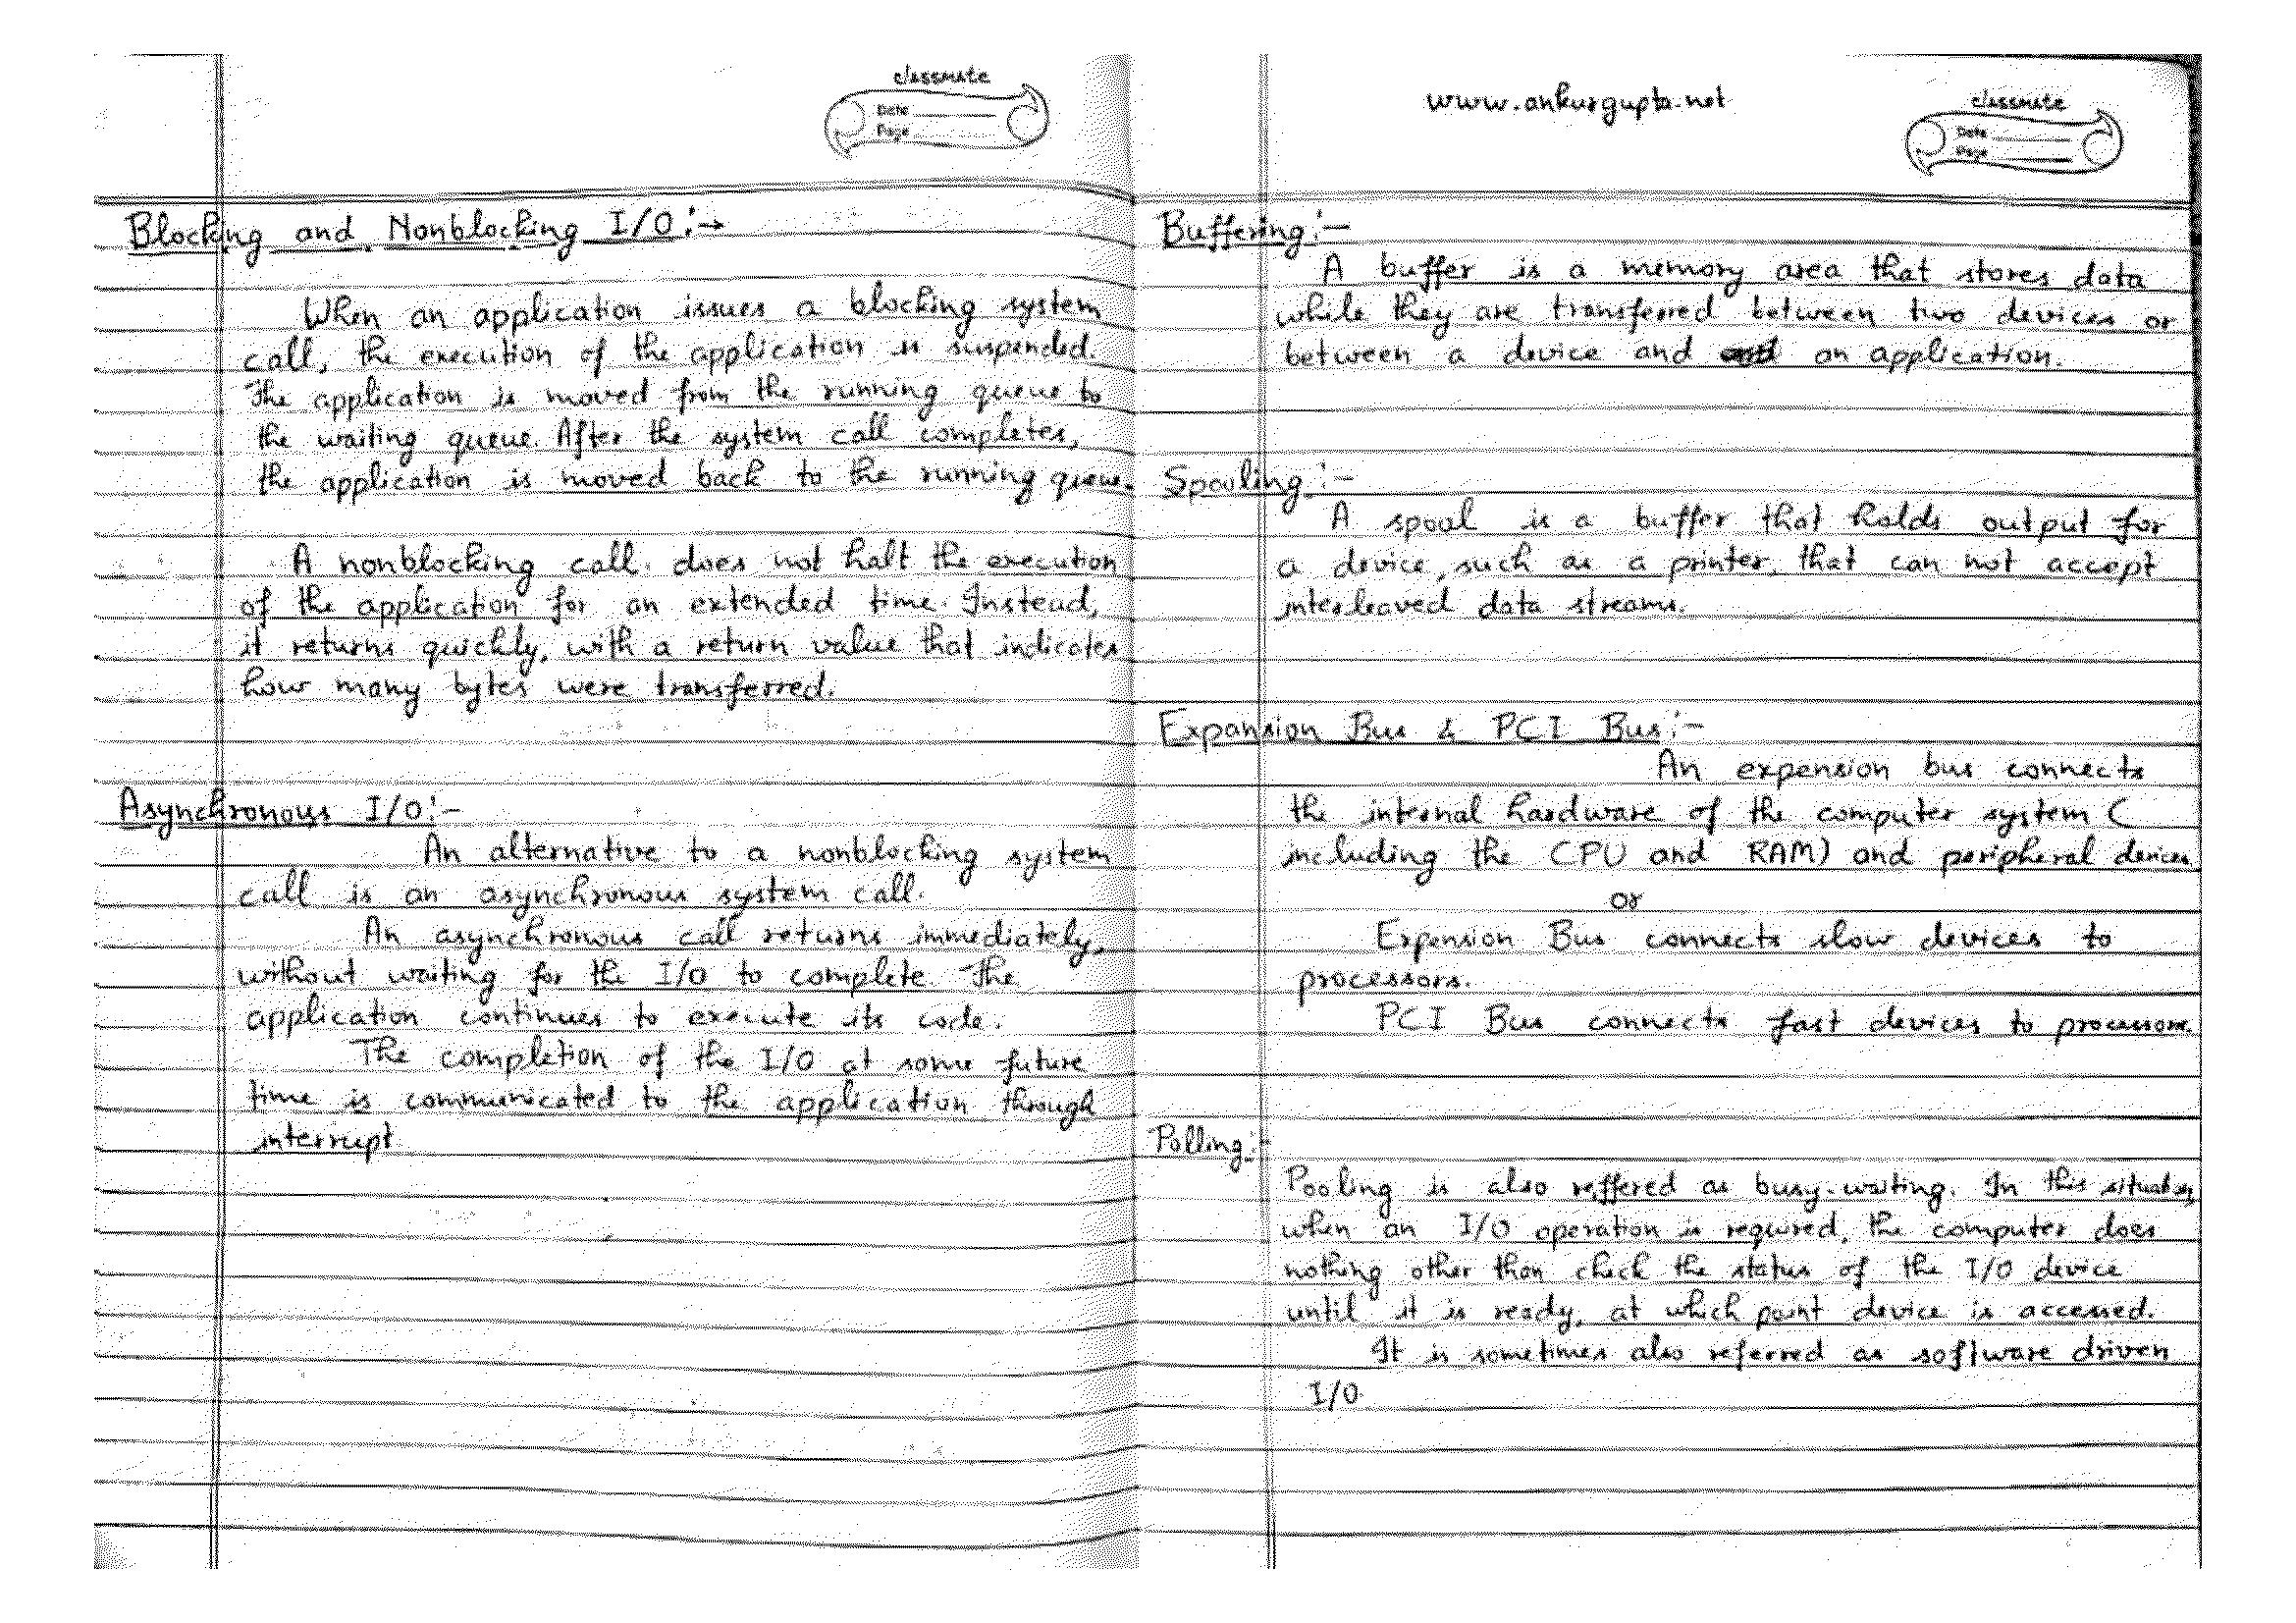 classmate
Date
Page
Blocking and Nonblocking I/O:→
When an application issues a blocking system
call, the execution of the application is suspended.
The application is moved from the running queue to
the waiting queue. After the system call completes,
the application is moved back to the running queue.
A nonblocking call does not halt the execution
of the application for an extended time. Instead,
it returns quickly, with a return value that indicates
how many bytes were transferred.
Asynchronous I/O:-
An alternative to a nonblocking system
call is an asynchronous system call.
An asynchronous call returns immediately,
without waiting for the I/O to complete. The
application continues to execute its code.
The completion of the I/O at some future
time is communicated to the application through
interrupt.
www.ankurgupta.net
classmate
Date
Page
Buffering:-
A buffer is a memory area that stores data
while they are transferred between two devices or
between a device and an application.
Spooling:-
A spool is a buffer that holds output for
a device, such as a printer, that can not accept
interleaved data streams.
Expansion Bus & PCI Bus:-
An expension bus connects
the internal hardware of the computer system (
including the CPU and RAM) and peripheral devices
or
Expension Bus connects slow devices to
processors.
PCI Bus connects fast devices to processors.
Polling:-
Pooling is also reffered as busy-waiting. In this situation,
when an I/O operation is required, the computer does
nothing other than check the status of the I/O device
until it is ready, at which point device is accessed.
It is sometimes also referred as software driven
I/O.